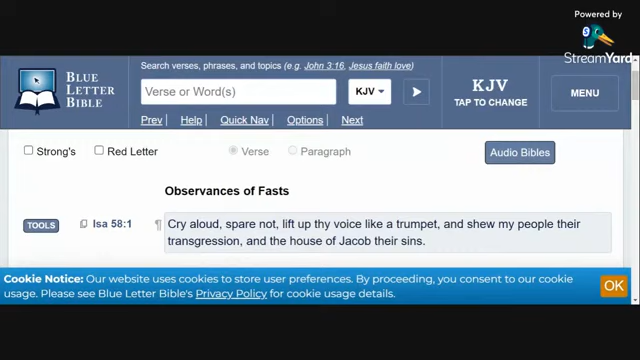 Powered by
StreamYard
BLUE
LETTER
BIBLE
Search verses, phrases, and topics (e.g. John 3:16, Jesus faith love)
Verse or Word(s)
KJV
KJV
TAP TO CHANGE
MENU
Prev | Help | Quick Nav | Options | Next
Strong's Red Letter Verse Paragraph Audio Bibles
Observances of Fasts
TOOLS Isa 58:1 ¶ Cry aloud, spare not, lift up thy voice like a trumpet, and shew my people their
transgression, and the house of Jacob their sins.
Cookie Notice: Our website uses cookies to store user preferences. By proceeding, you consent to our cookie
usage. Please see Blue Letter Bible's Privacy Policy for cookie usage details.
OK